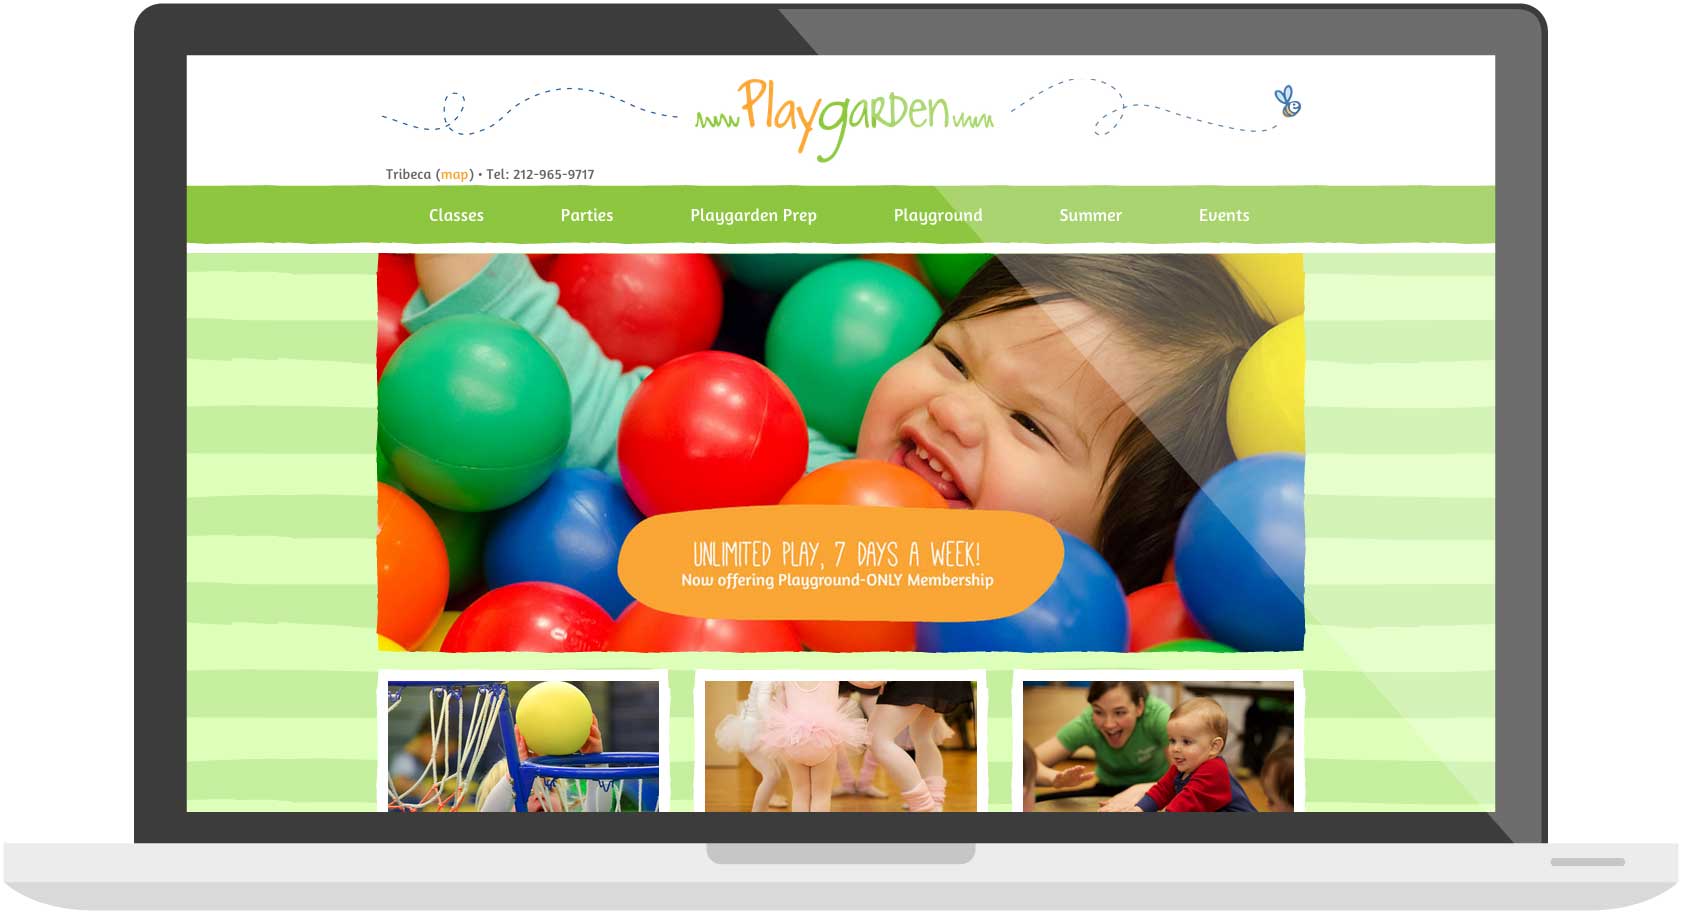 Playgarden
Tribeca (map) • Tel: 212-965-9717
Classes Parties Playgarden Prep Playground Summer Events
UNLIMITED PLAY, 7 DAYS A WEEK!
Now offering Playground-ONLY Membership